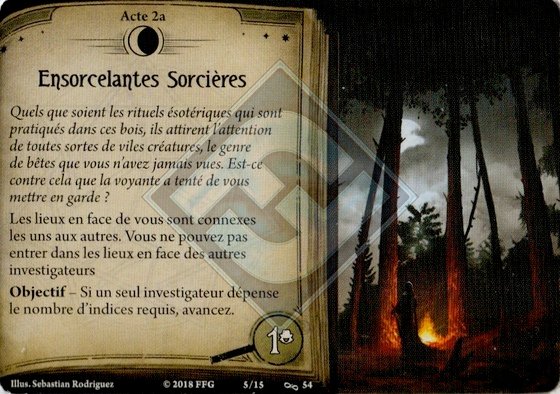 Acte 2a
Ensorcelantes Sorcières
Quels que soient les rituels ésotériques qui sont
pratiqués dans ces bois, ils attirent l'attention
de toutes sortes de viles créatures, le genre
de bêtes que vous n'avez jamais vues. Est-ce
contre cela que la voyante a tenté de vous
mettre en garde ?
Les lieux en face de vous sont connexes
les uns aux autres. Vous ne pouvez pas
entrer dans les lieux en face des autres
investigateurs
Objectif – Si un seul investigateur dépense
le nombre d'indices requis, avancez.
1
Illus. Sebastian Rodriguez © 2018 FFG 5/15 54